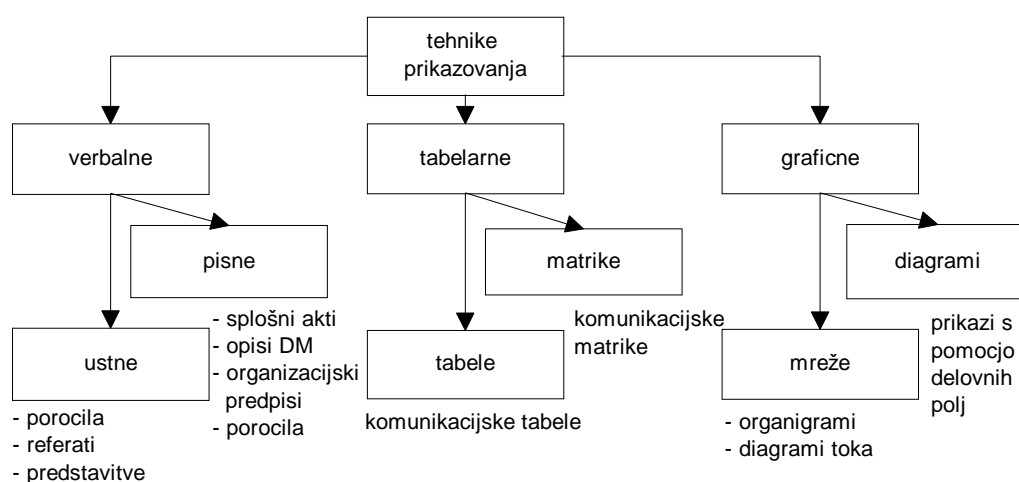 tehnike
prikazovanja
verbalne
tabelarne
graficne
pisne
matrike
diagrami
- splošni akti
- opisi DM
- organizacijski
predpisi
- porocila
komunikacijske
matrike
prikazi s
pomocjo
delovnih
polj
ustne
tabele
mreže
- porocila
- referati
- predstavitve
komunikacijske tabele
- organigrami
- diagrami toka